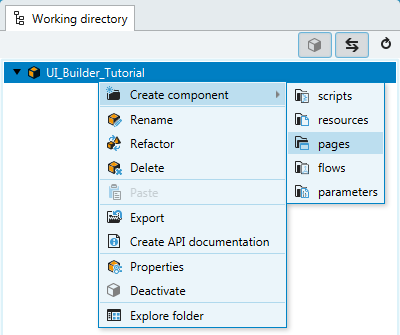 Working directory
UI_Builder_Tutorial
Create component
Rename
Refactor
Delete
Paste
Export
Create API documentation
Properties
Deactivate
Explore folder
scripts
resources
pages
flows
parameters